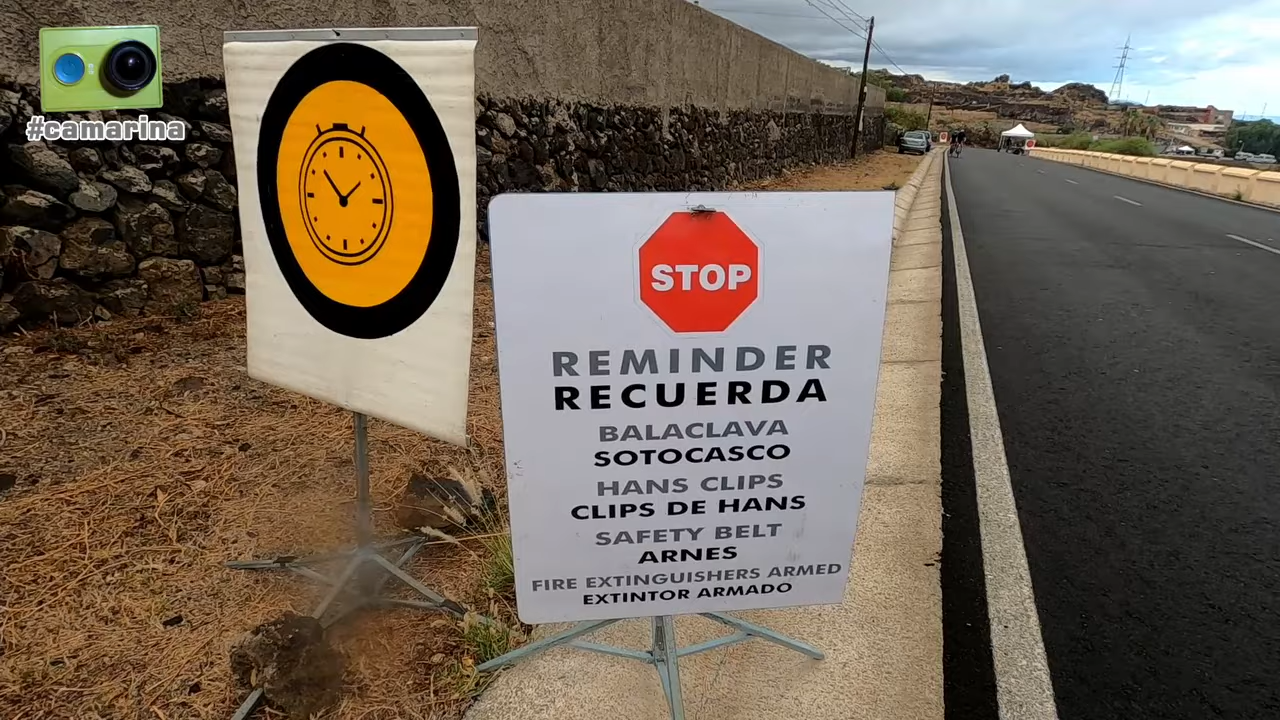 #camarina
STOP
REMINDER
RECUERDA
BALACLAVA
SOTOCASCO
HANS CLIPS
CLIPS DE HANS
SAFETY BELT
ARNES
FIRE EXTINGUISHERS ARMED
EXTINTOR ARMADO